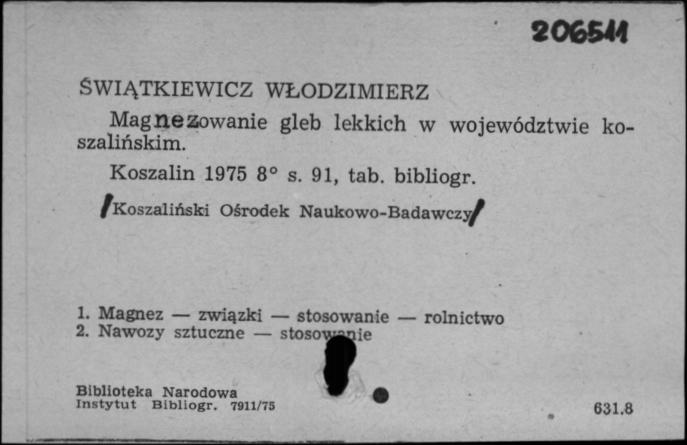 206511
ŚWIĄTKIEWICZ WŁODZIMIERZ
Magnezowanie gleb lekkich w województwie ko-
szalińskim.
Koszalin 1975 8° s. 91, tab. bibliogr.
/Koszaliński Ośrodek Naukowo-Badawczy/
1. Magnez — związki — stosowanie — rolnictwo
2. Nawozy sztuczne — stosowanie
Biblioteka Narodowa
Instytut Bibliogr. 7911/75
631.8